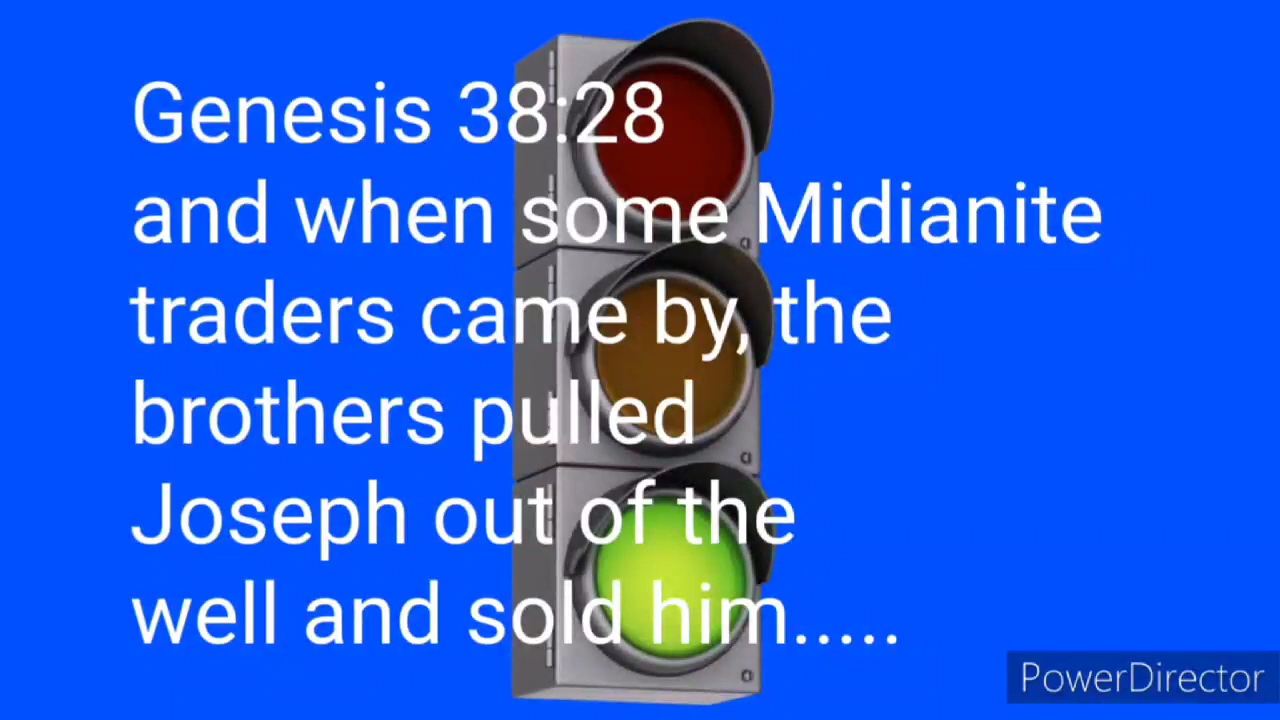 Genesis 38:28
and when some Midianite
traders came by, the
brothers pulled
Joseph out of the
well and sold him.....
PowerDirector